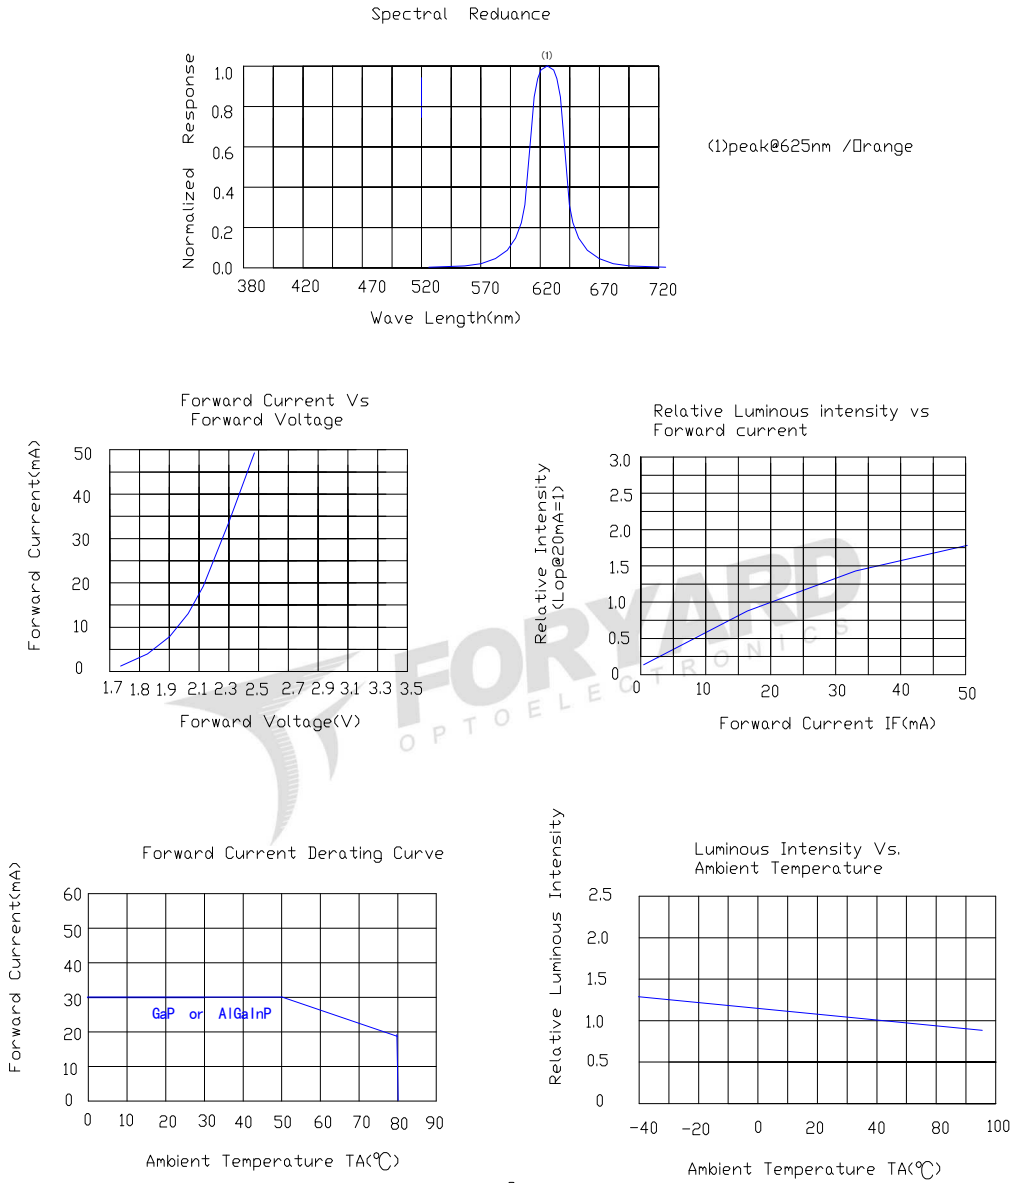 Spectral Reduance
(1)
Normalized Response
1.0
0.8
0.6
0.4
0.2
0.0
380 420 470 520 570 620 670 720
Wave Length(nm)
(1)peak@625nm /Orange
Forward Current Vs
Forward Voltage
Forward Current(mA)
50
40
30
20
10
0
1.7 1.8 1.9 2.1 2.3 2.5 2.7 2.9 3.1 3.3 3.5
Forward Voltage(V)
Relative Luminous intensity vs
Forward current
Relative Intensity
(Lop@20mA=1)
3.0
2.5
2.0
1.5
1.0
0.5
0
0 10 20 30 40 50
Forward Current IF(mA)
FORYARD
OPTOELECTRONICS
Forward Current Derating Curve
Forward Current(mA)
60
50
40
30
20
10
0
GaP or AlGaInP
0 10 20 30 40 50 60 70 80 90
Ambient Temperature TA(℃)
Luminous Intensity Vs.
Ambient Temperature
Relative Luminous Intensity
2.5
2.0
1.5
1.0
0.5
0
-40 -20 0 20 40 80 100
Ambient Temperature TA(℃)